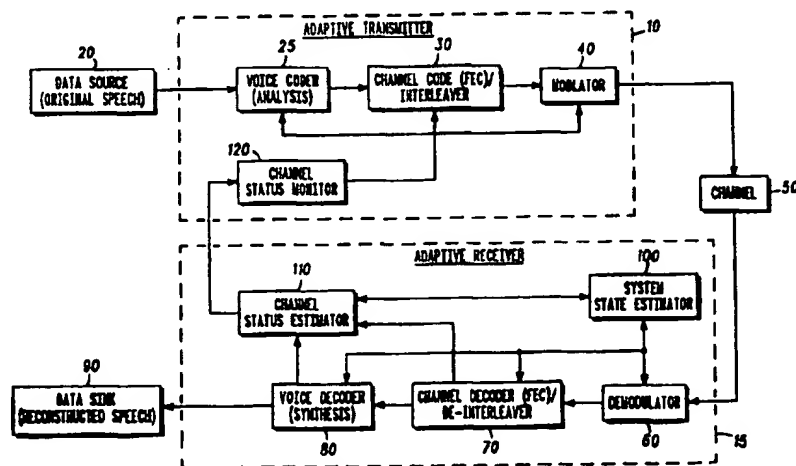 ADAPTIVE TRANSMITTER
10
20
DATA SOURCE
(ORIGINAL SPEECH)
25
VOICE CODER
(ANALYSIS)
30
CHANNEL CODE (FEC)/
INTERLEAVER
40
MODLATOR
120
CHANNEL
STATUS MONITOR
CHANNEL
50
ADAPTIVE RECEIVER
110
CHANNEL
STATUS ESTIMATOR
100
SYSTEM
STATE ESTIMATOR
90
DATA SINK
(RECONSTRUCTED SPEECH)
VOICE DECODER
(SYNTHESIS)
80
CHANNEL DECODER (FEC)/
DE-INTERLEAVER
70
DEMODULATOR
60
15